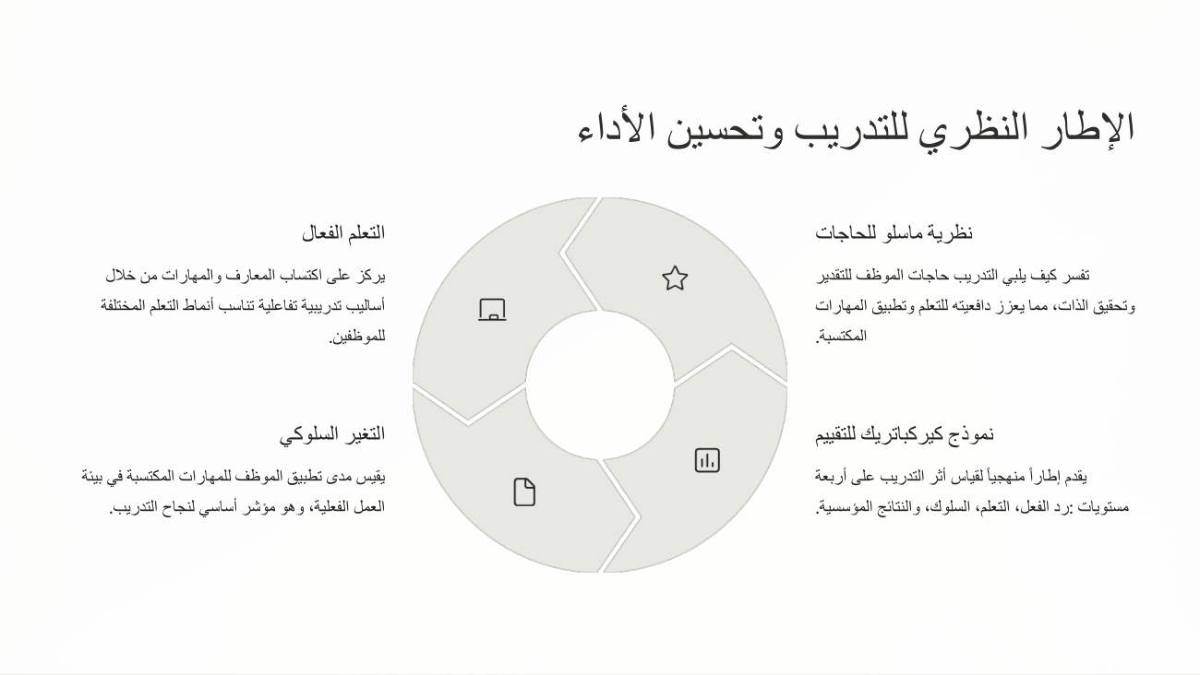 الإطار النظري للتدريب وتحسين الأداء
نظرية ماسلو للحاجات
تفسر كيف يلبي التدريب حاجات الموظف للتقدير
وتحقيق الذات، مما يعزز دافعيته للتعلم وتطبيق المهارات
المكتسبة.
نموذج كيركباتريك للتقييم
يقدم إطاراً منهجياً لقياس أثر التدريب على أربعة
مستويات :رد الفعل، التعلم، السلوك، والنتائج المؤسسية.
التعلم الفعال
يركز على اكتساب المعارف والمهارات من خلال
أساليب تدريبية تفاعلية تناسب أنماط التعلم المختلفة
للموظفين.
التغير السلوكي
يقيس مدى تطبيق الموظف للمهارات المكتسبة في بيئة
العمل الفعلية، وهو مؤشر أساسي لنجاح التدريب.